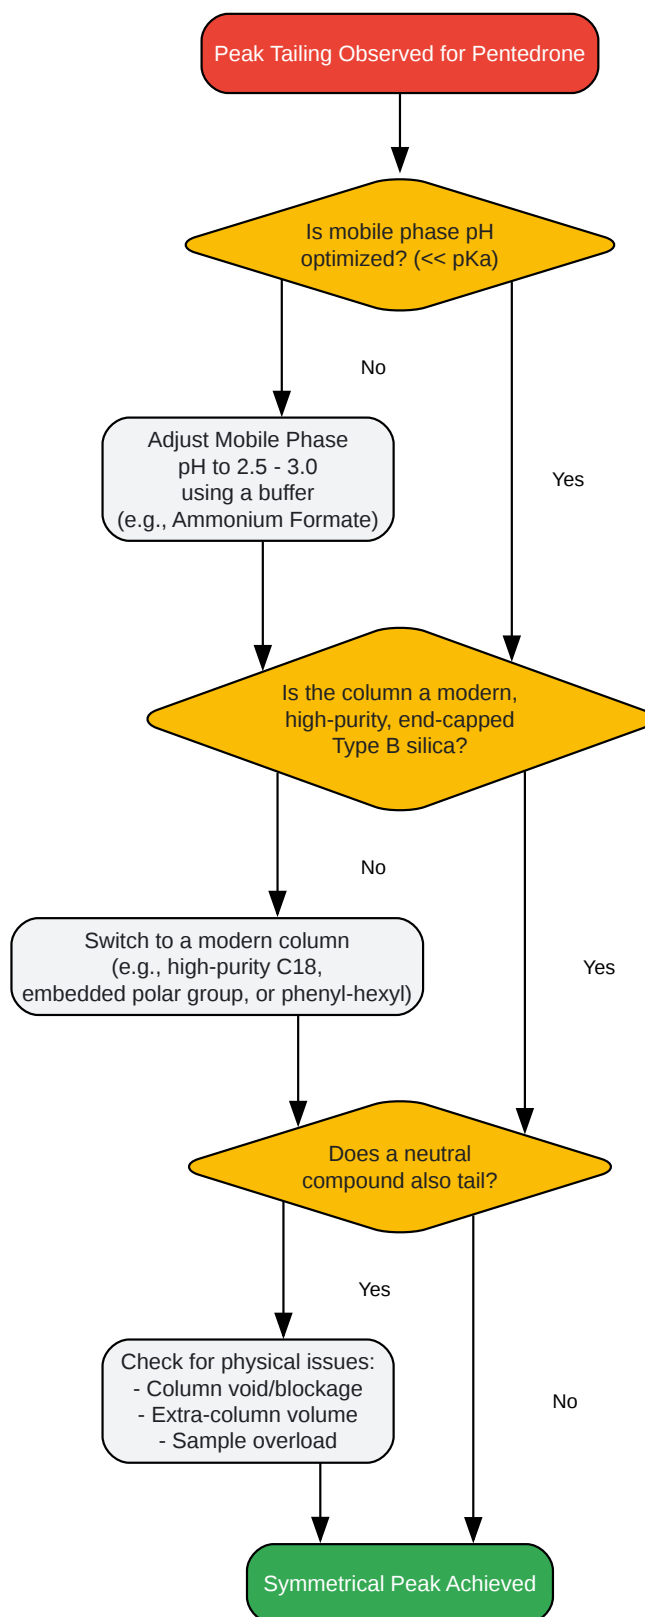 Peak Tailing Observed for Pentedrone
Is mobile phase pH
optimized? (<< pKa)
No
Adjust Mobile Phase
pH to 2.5 - 3.0
using a buffer
(e.g., Ammonium Formate)
Yes
Is the column a modern,
high-purity, end-capped
Type B silica?
No
Switch to a modern column
(e.g., high-purity C18,
embedded polar group, or phenyl-hexyl)
Yes
Does a neutral
compound also tail?
Yes
Check for physical issues:
- Column void/blockage
- Extra-column volume
- Sample overload
No
Symmetrical Peak Achieved